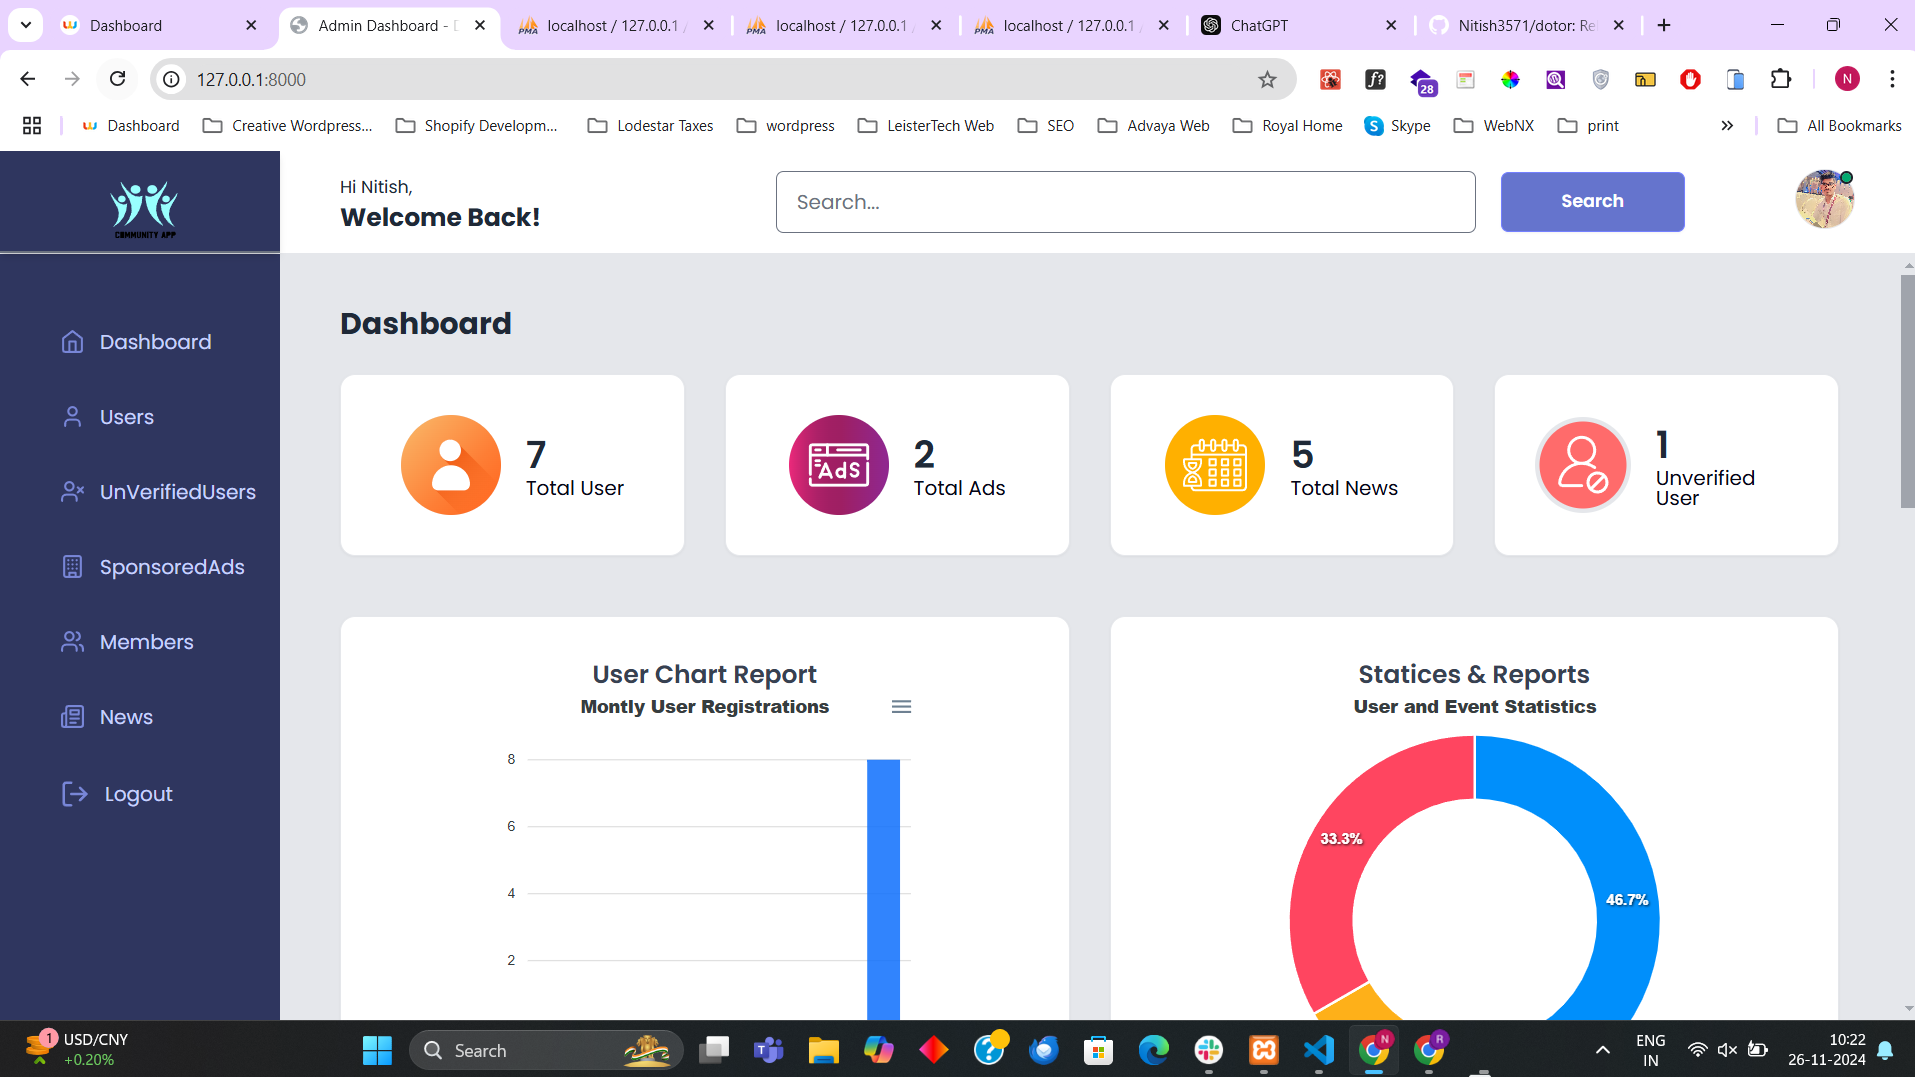 Dashboard
Admin Dashboard - D
localhost / 127.0.0.1 /
localhost / 127.0.0.1 /
localhost / 127.0.0.1
ChatGPT
Nitish3571/dotor: Re
127.0.0.1:8000
f?
28
N
Dashboard
Creative Wordpress...
Shopify Developm...
Lodestar Taxes
wordpress
LeisterTech Web
SEO
Advaya Web
Royal Home
Skype
WebNX
print
All Bookmarks
COMMUNITY APP
Hi Nitish,
Welcome Back!
Search...
Search
Dashboard
Users
UnVerifiedUsers
SponsoredAds
Members
News
Logout
Dashboard
7
Total User
AdS
2
Total Ads
5
Total News
1
Unverified
User
User Chart Report
Montly User Registrations
8
6
4
2
Statices & Reports
User and Event Statistics
33.3%
46.7%
1
USD/CNY
+0.20%
Search
N
R
ENG
IN
10:22
26-11-2024